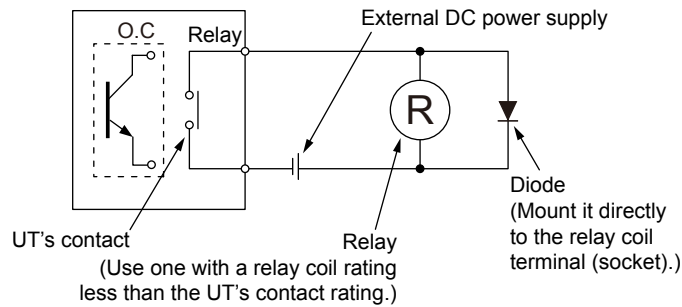 External DC power supply
O.C
Relay
R
Diode
(Mount it directly
to the relay coil
terminal (socket).)
UT's contact
Relay
(Use one with a relay coil rating
less than the UT's contact rating.)